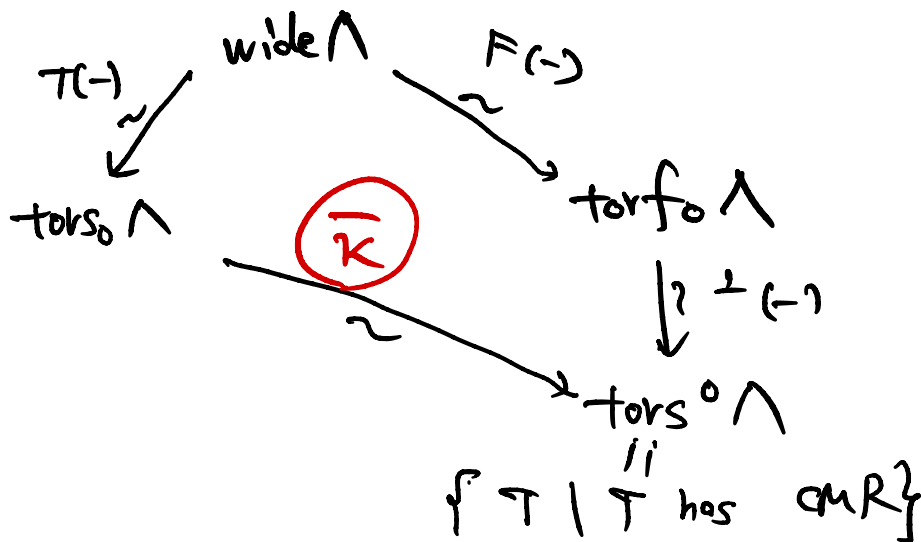 wide Λ
T(-) ~
~ F(-)
tors₀ Λ
κ̅
torf₀ Λ
~
~ ⊥(-)
tors⁰ Λ
||
{ T | T has CMR}